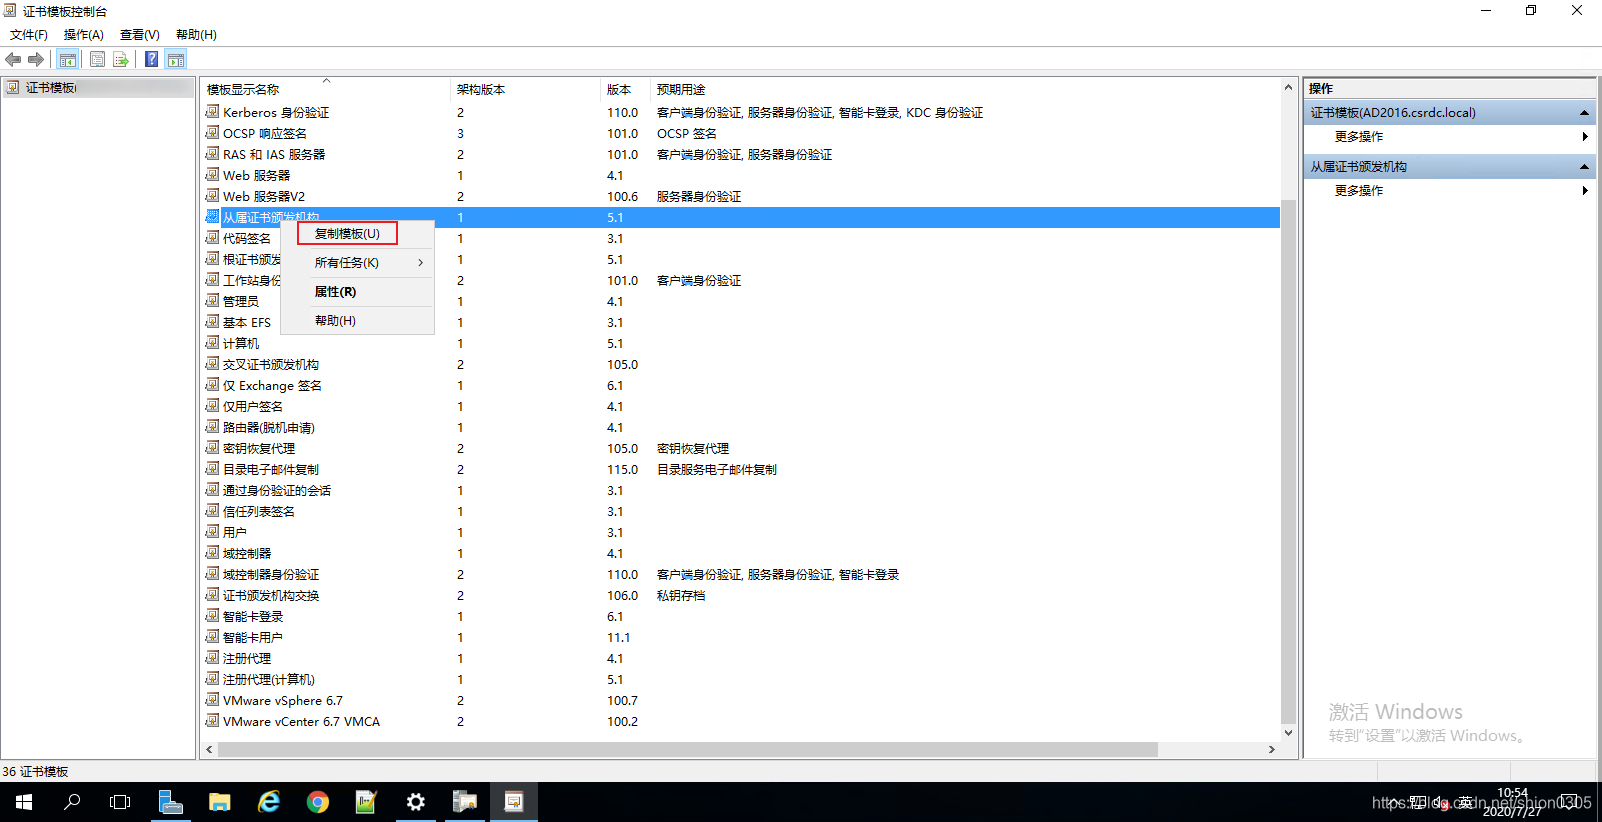 证书模板控制台
文件(F) 操作(A) 查看(V) 帮助(H)
证书模板(
模板显示名称 架构版本 版本 预期用途
Kerberos 身份验证 2 110.0 客户端身份验证, 服务器身份验证, 智能卡登录, KDC 身份验证
OCSP 响应签名 3 101.0 OCSP 签名
RAS 和 IAS 服务器 2 101.0 客户端身份验证, 服务器身份验证
Web 服务器 1 4.1
Web 服务器V2 2 100.6 服务器身份验证
从属证书颁发机构 1 5.1
代码签名 1 3.1
根证书颁发 1 5.1
工作站身份 2 101.0 客户端身份验证
管理员 1 4.1
基本 EFS 1 3.1
计算机 1 5.1
交叉证书颁发机构 2 105.0
仅 Exchange 签名 1 6.1
仅用户签名 1 4.1
路由器(脱机申请) 1 4.1
密钥恢复代理 2 105.0 密钥恢复代理
目录电子邮件复制 2 115.0 目录服务电子邮件复制
通过身份验证的会话 1 3.1
信任列表签名 1 3.1
用户 1 3.1
域控制器 1 4.1
域控制器身份验证 2 110.0 客户端身份验证, 服务器身份验证, 智能卡登录
证书颁发机构交换 2 106.0 私钥存档
智能卡登录 1 6.1
智能卡用户 1 11.1
注册代理 1 4.1
注册代理(计算机) 1 5.1
VMware vSphere 6.7 2 100.7
VMware vCenter 6.7 VMCA 2 100.2
复制模板(U)
所有任务(K)
属性(R)
帮助(H)
操作
证书模板(AD2016.csrdc.local)
更多操作
从属证书颁发机构
更多操作
激活 Windows
转到"设置"以激活 Windows。
36 证书模板
英
10:54
2020/7/27
https://blog.csdn.net/shion0305